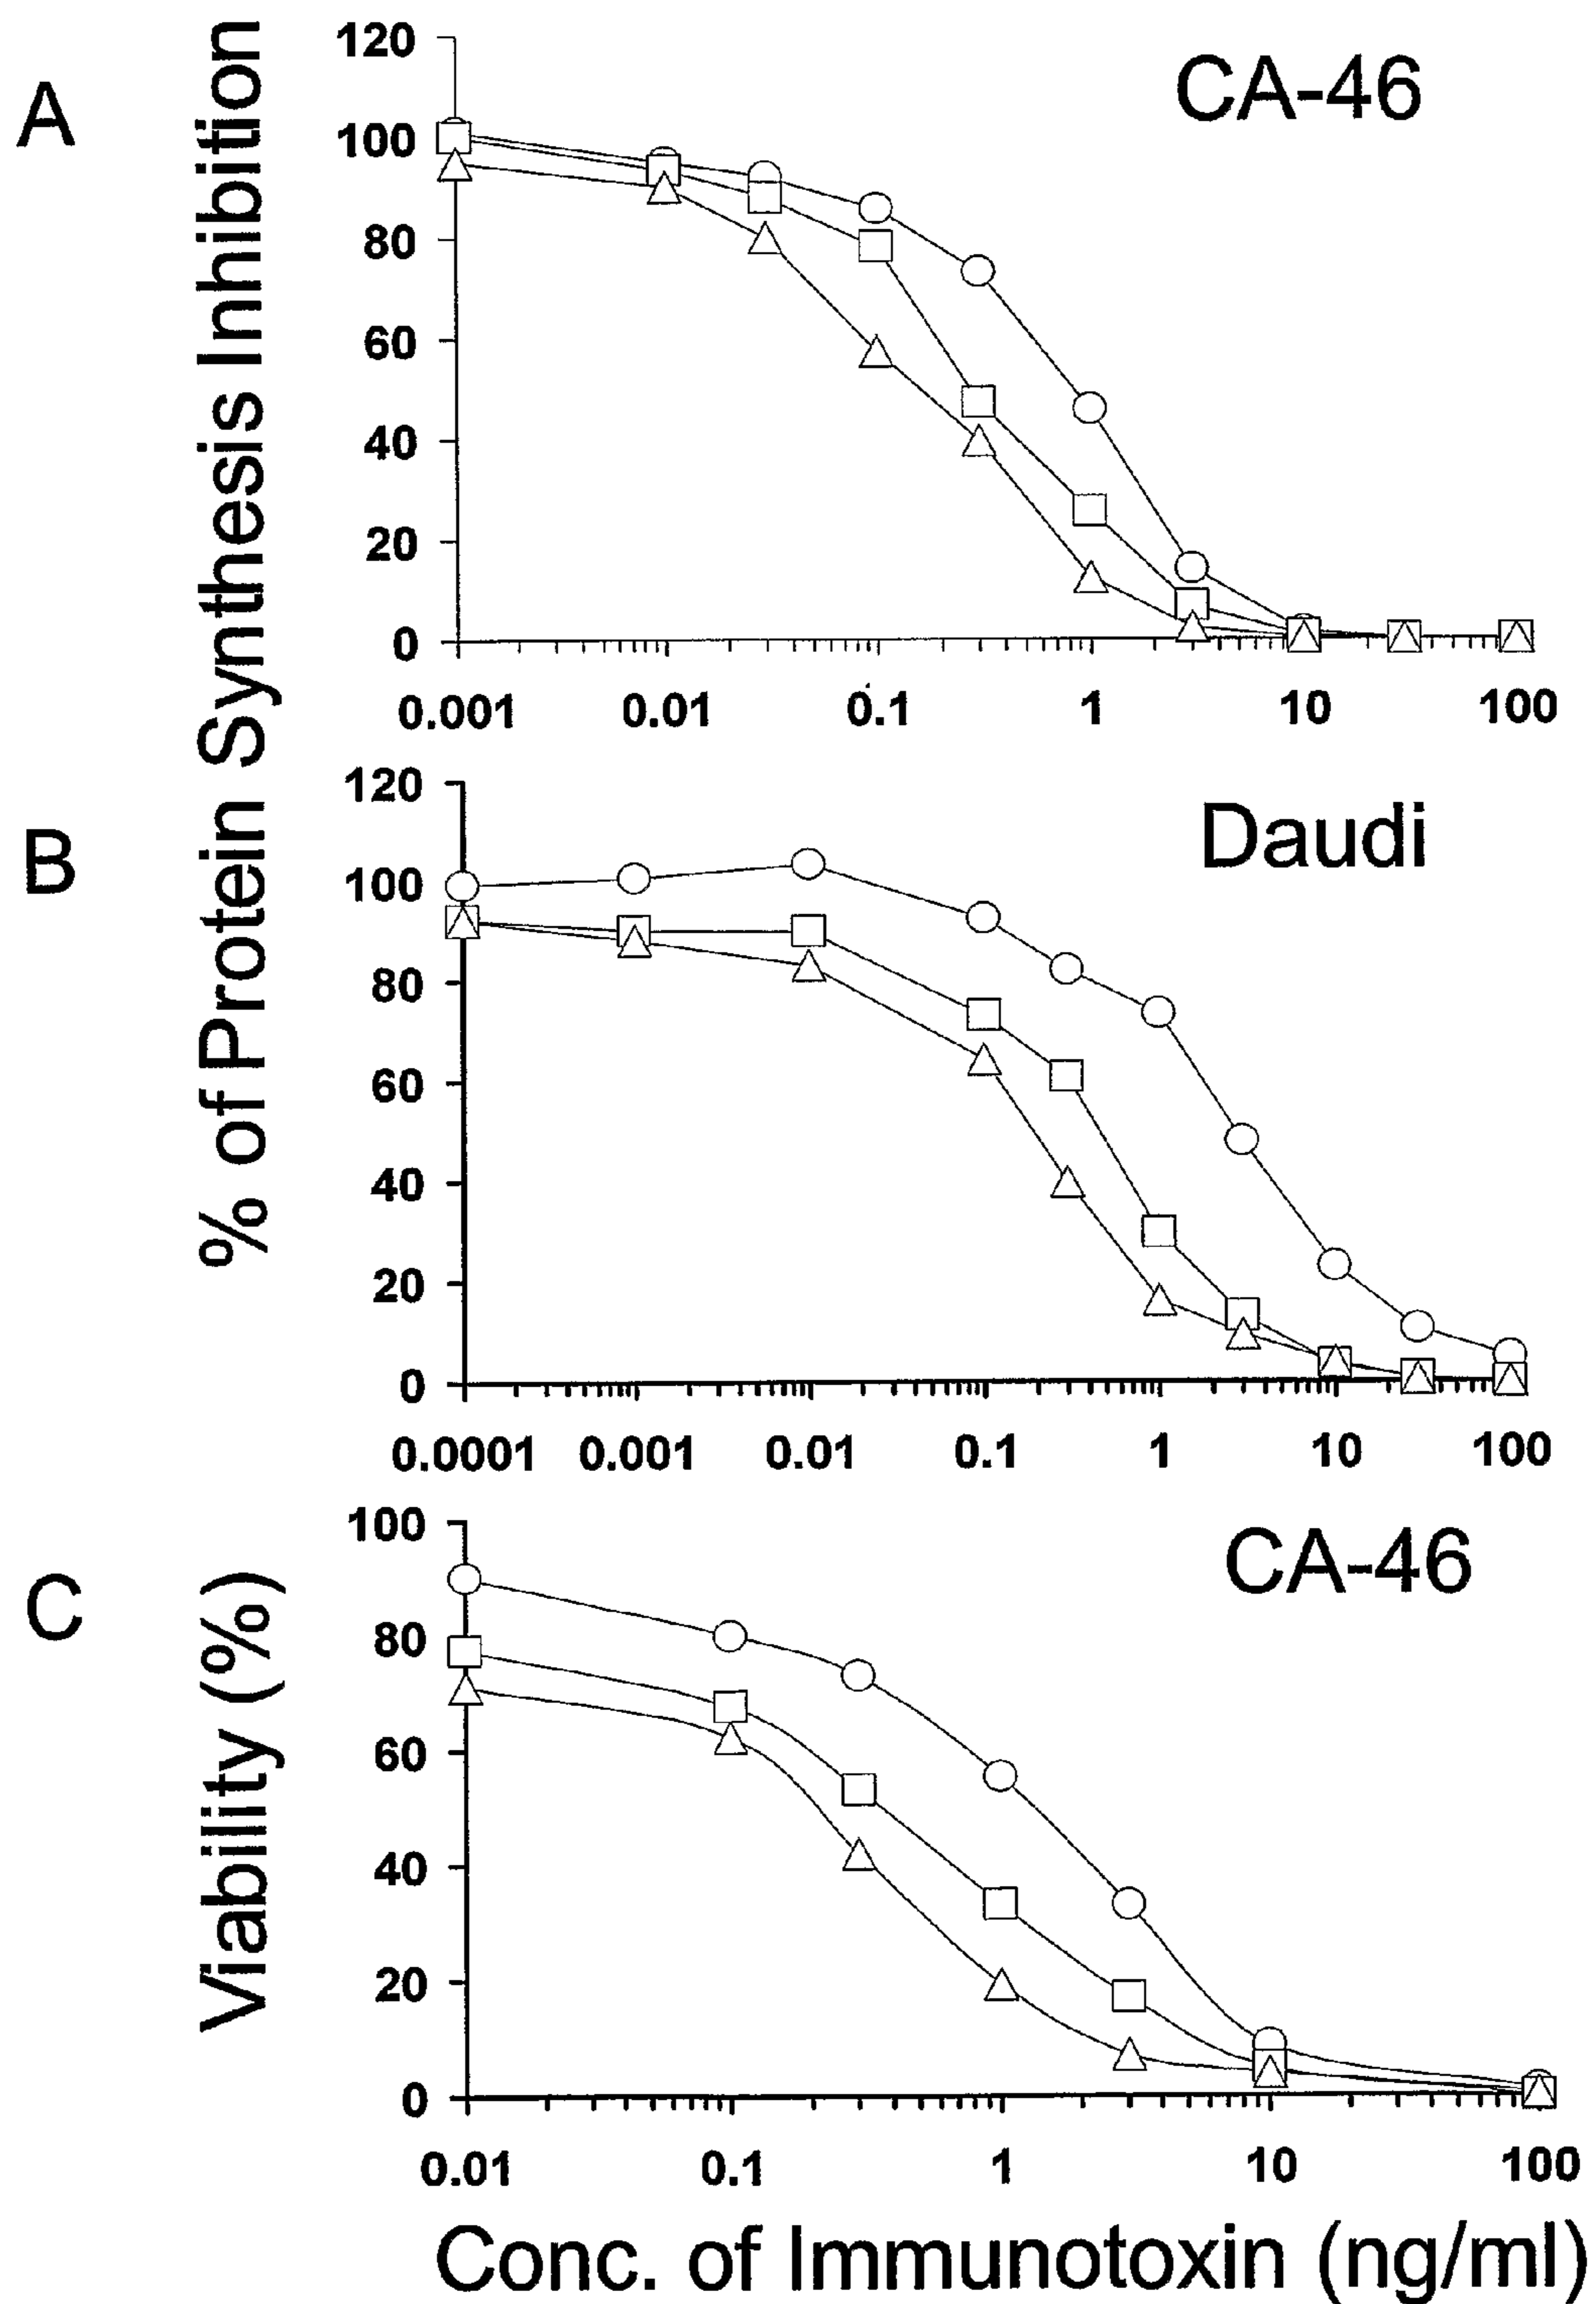 A
CA-46
% of Protein Synthesis Inhibition
120
100
80
60
40
20
0
0.001 0.01 0.1 1 10 100
B
Daudi
120
100
80
60
40
20
0
0.0001 0.001 0.01 0.1 1 10 100
C
CA-46
Viability (%)
100
80
60
40
20
0
0.01 0.1 1 10 100
Conc. of Immunotoxin (ng/ml)